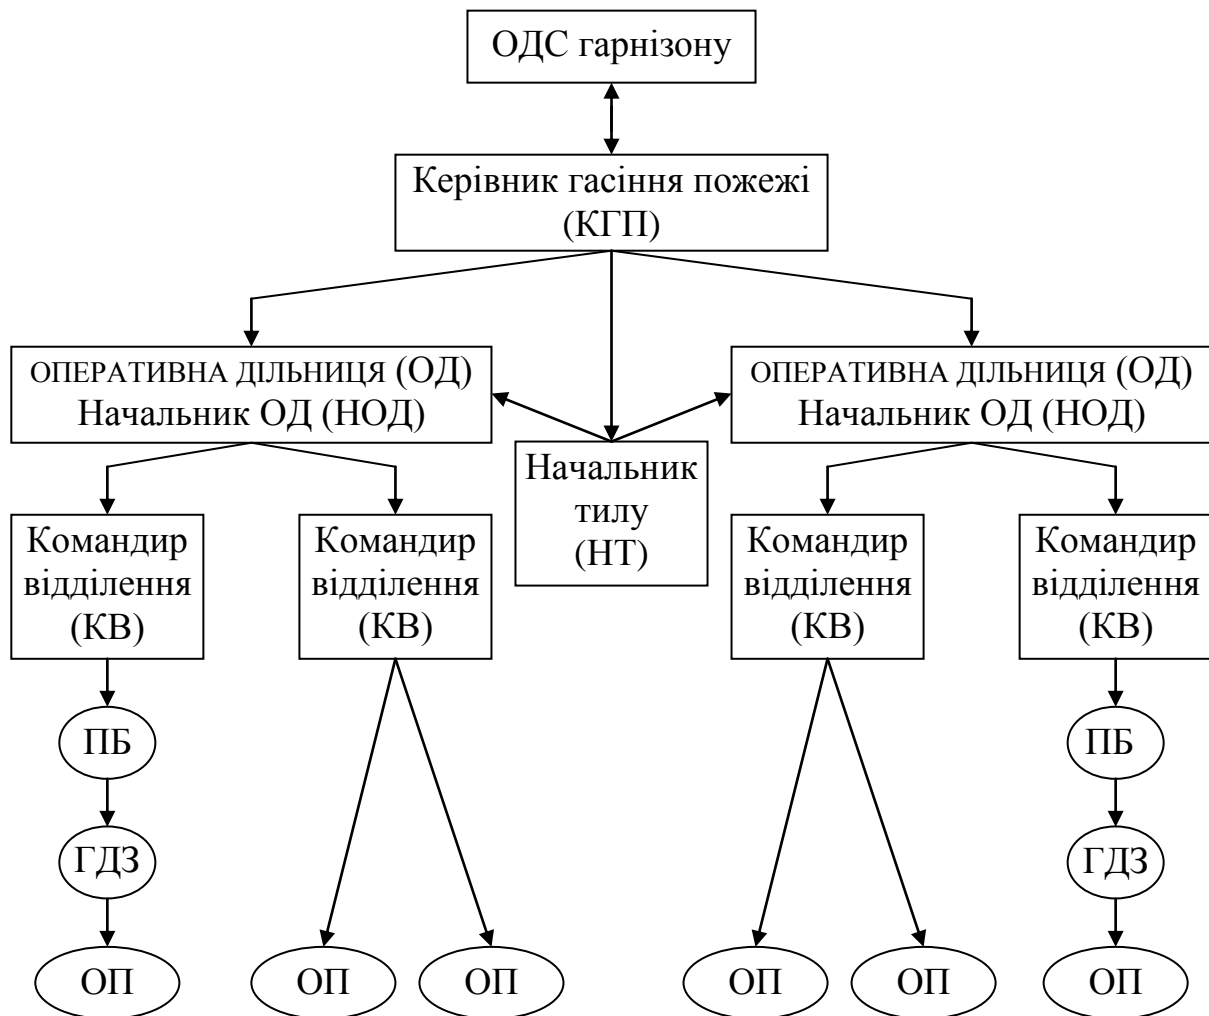 ОДС гарнізону
Керівник гасіння пожежі
(КГП)
ОПЕРАТИВНА ДІЛЬНИЦЯ (ОД)
Начальник ОД (НОД)
ОПЕРАТИВНА ДІЛЬНИЦЯ (ОД)
Начальник ОД (НОД)
Начальник
тилу
(НТ)
Командир
відділення
(КВ)
Командир
відділення
(КВ)
Командир
відділення
(КВ)
Командир
відділення
(КВ)
ПБ
ПБ
ГДЗ
ГДЗ
ОП
ОП
ОП
ОП
ОП
ОП